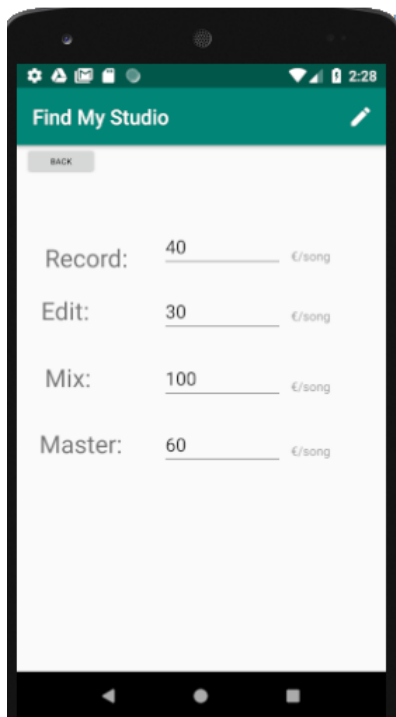 2:28
Find My Studio
BACK
Record: 40 €/song
Edit: 30 €/song
Mix: 100 €/song
Master: 60 €/song